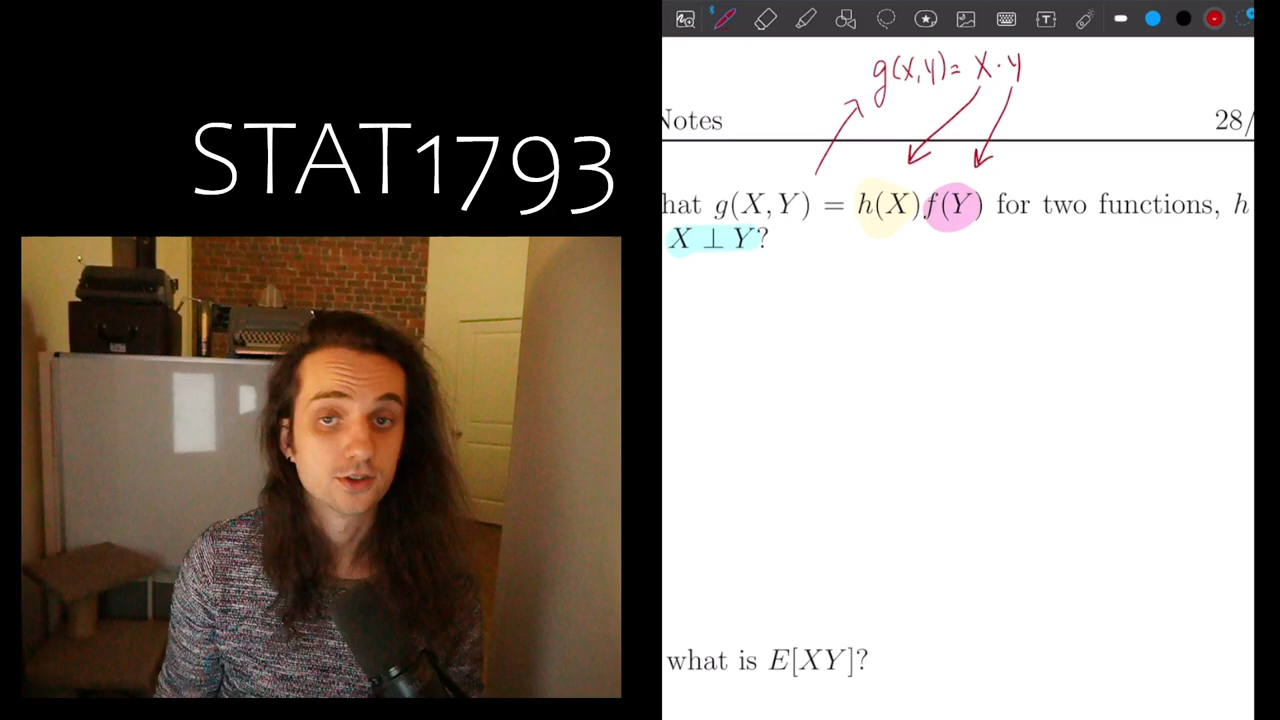 STAT1793
g(X,Y)= X·Y
Notes
28/
hat g(X, Y) = h(X)f(Y) for two functions, h
X ⊥ Y?
what is E[XY]?